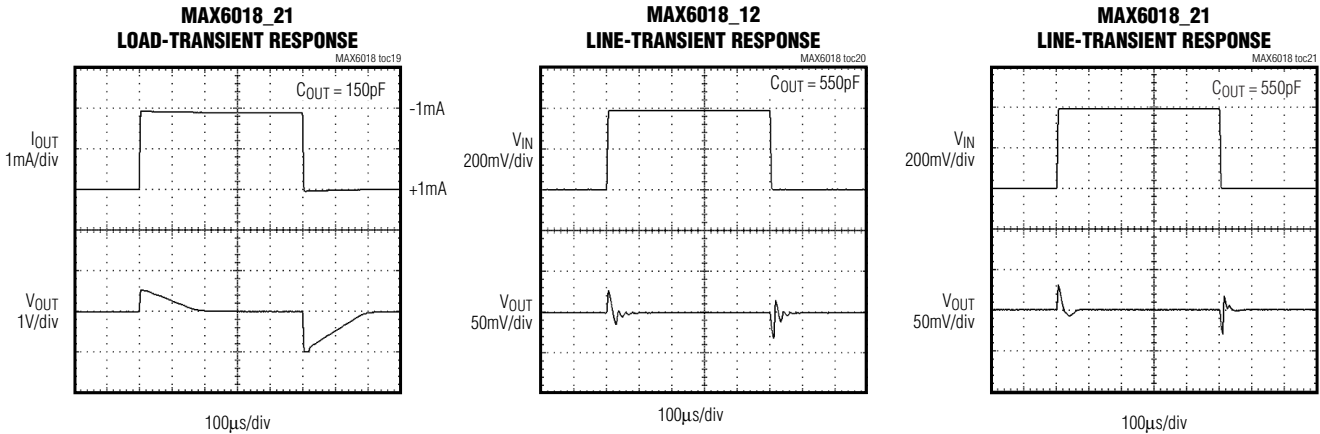 MAX6018_21
LOAD-TRANSIENT RESPONSE
MAX6018 toc19
COUT = 150pF
IOUT
1mA/div
-1mA
+1mA
VOUT
1V/div
100μs/div
MAX6018_12
LINE-TRANSIENT RESPONSE
MAX6018 toc20
COUT = 550pF
VIN
200mV/div
VOUT
50mV/div
100μs/div
MAX6018_21
LINE-TRANSIENT RESPONSE
MAX6018 toc21
COUT = 550pF
VIN
200mV/div
VOUT
50mV/div
100μs/div